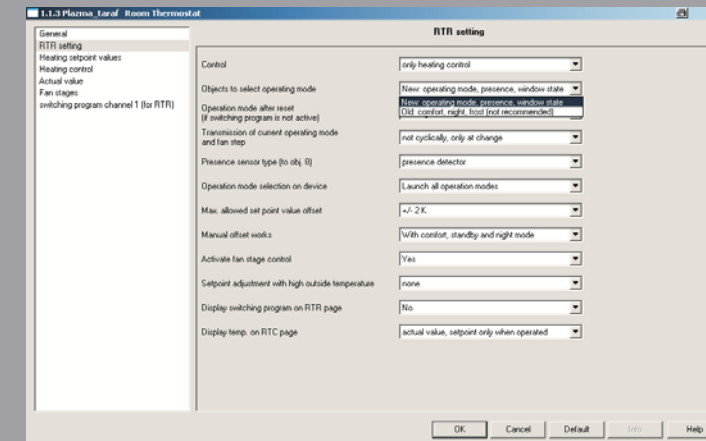 1.1.3 Plazma_taraf Room Thermostat
General
RTR setting
Heating setpoint values
Heating control
Actual value
Fan stages
switching program channel 1 (for RTR)
RTR setting
Control
only heating control
Objects to select operating mode
New: operating mode, presence, window state
New: operating mode, presence, window state
Old: comfort, night, frost (not recommended)
Operation mode after reset
(if switching program is not active)
Transmission of current operating mode
and fan step
not cyclically, only at change
Presence sensor type (to obj. 8)
presence detector
Operation mode selection on device
Launch all operation modes
Max. allowed set point value offset
+/- 2 K
Manual offset works
With comfort, standby and night mode
Activate fan stage control
Yes
Setpoint adjustment with high outside temperature
none
Display switching program on RTR page
No
Display temp. on RTC page
actual value, setpoint only when operated
OK
Cancel
Default
Info
Help